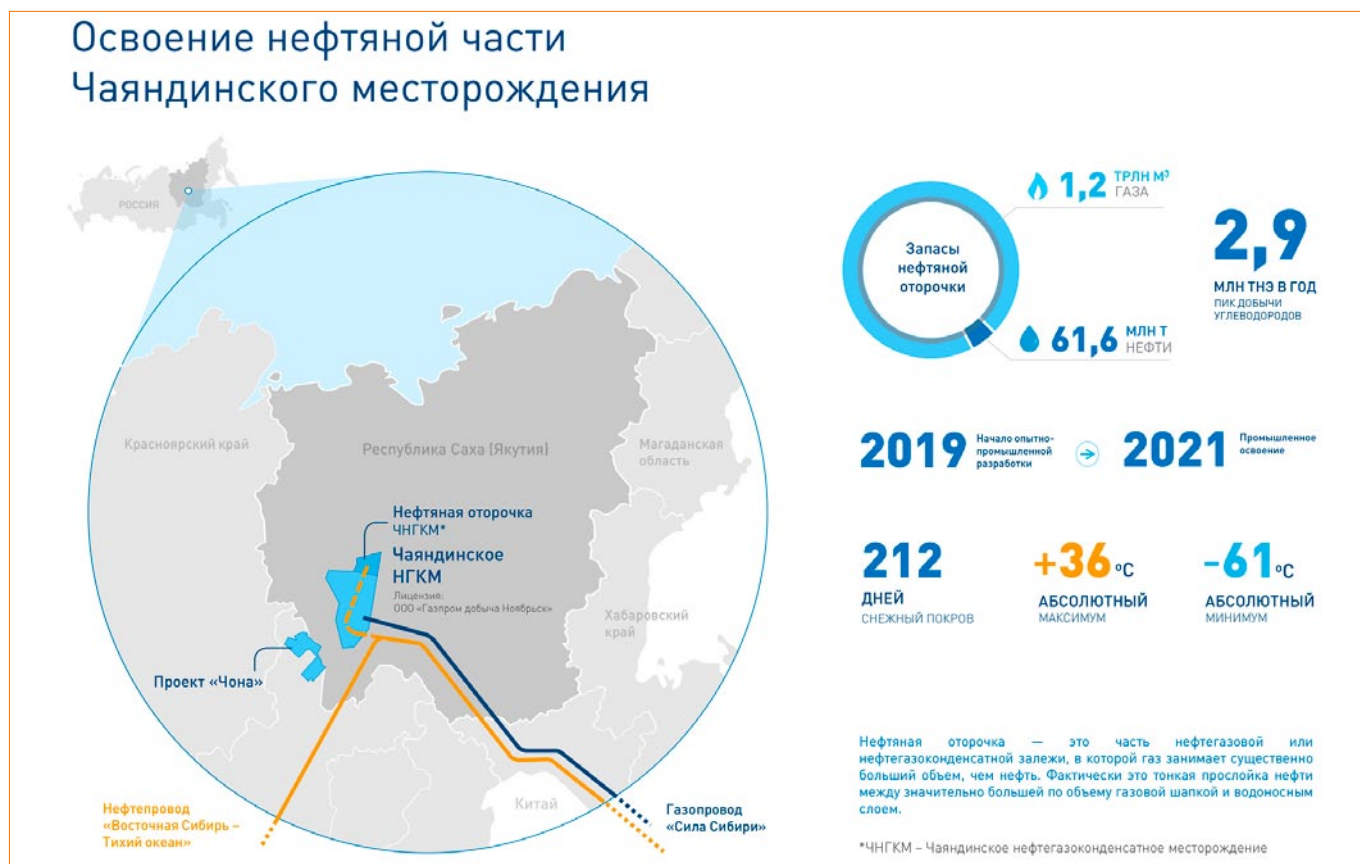 Освоение нефтяной части
Чаяндинского месторождения
РОССИЯ
Красноярский край
Республика Саха (Якутия)
Магаданская
область
Нефтяная оторочка
ЧНГКМ*
Чаяндинское
НГКМ
Лицензия:
ООО «Газпром добыча Ноябрьск»
Хабаровский
край
Проект «Чона»
Китай
Нефтепровод
«Восточная Сибирь –
Тихий океан»
Газопровод
«Сила Сибири»
Запасы
нефтяной
оторочки
1,2 ТРЛН М³
ГАЗА
61,6 МЛН Т
НЕФТИ
2,9
МЛН ТНЭ В ГОД
ПИК ДОБЫЧИ
УГЛЕВОДОРОДОВ
2019
Начало опытно-
промышленной
разработки
2021
Промышленное
освоение
212
ДНЕЙ
СНЕЖНЫЙ ПОКРОВ
+36 °C
АБСОЛЮТНЫЙ
МАКСИМУМ
-61 °C
АБСОЛЮТНЫЙ
МИНИМУМ
Нефтяная оторочка — это часть нефтегазовой или
нефтегазоконденсатной залежи, в которой газ занимает существенно
больший объем, чем нефть. Фактически это тонкая прослойка нефти
между значительно большей по объему газовой шапкой и водоносным
слоем.
*ЧНГКМ – Чаяндинское нефтегазоконденсатное месторождение